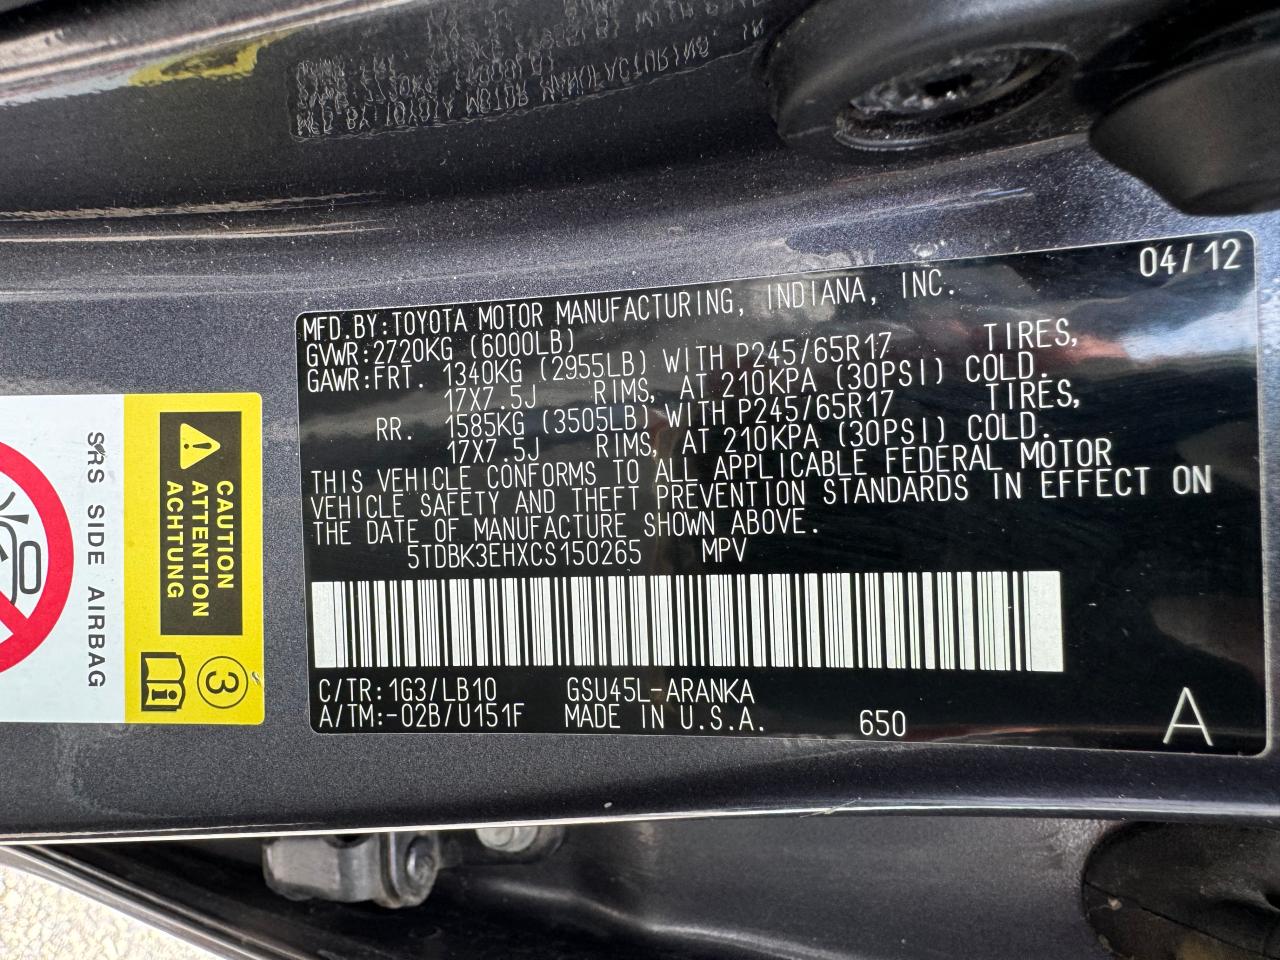 04/12
MFD.BY:TOYOTA MOTOR MANUFACTURING, INDIANA, INC.
GVWR:2720KG (6000LB)
GAWR:FRT. 1340KG (2955LB) WITH P245/65R17 TIRES,
17X7.5J RIMS, AT 210KPA (30PSI) COLD.
RR. 1585KG (3505LB) WITH P245/65R17 TIRES,
17X7.5J RIMS, AT 210KPA (30PSI) COLD.
THIS VEHICLE CONFORMS TO ALL APPLICABLE FEDERAL MOTOR
VEHICLE SAFETY AND THEFT PREVENTION STANDARDS IN EFFECT ON
THE DATE OF MANUFACTURE SHOWN ABOVE.
5TDBK3EHXCS150265 MPV
C/TR:1G3/LB10 GSU45L-ARANKA
A/TM:-02B/U151F MADE IN U.S.A. 650 A
CAUTION
ATTENTION
ACHTUNG
3
SRS SIDE AIRBAG